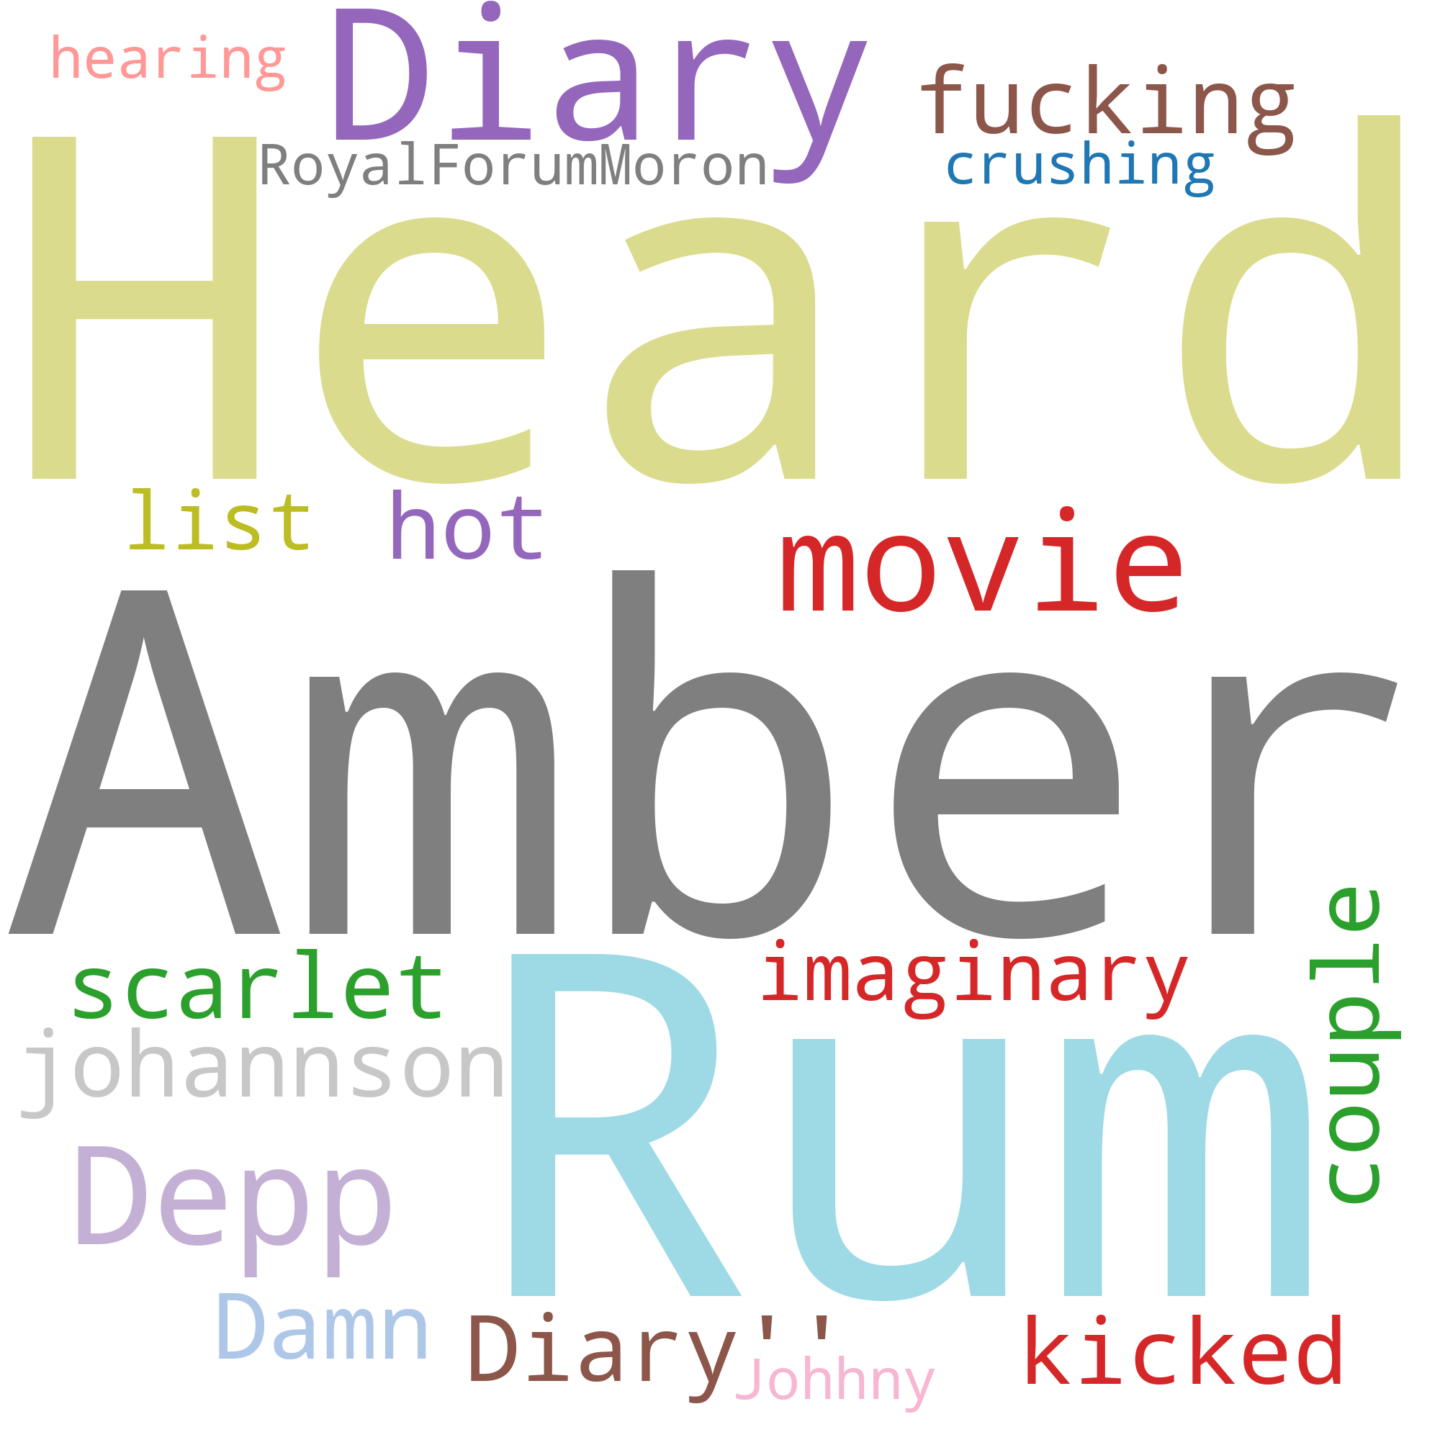 hearing
Diary
fucking
RoyalForumMoron
crushing
Heard
list
hot
movie
Amber
scarlet
imaginary
couple
johannson
Rum
Depp
Damn
Diary''
Johhny
kicked